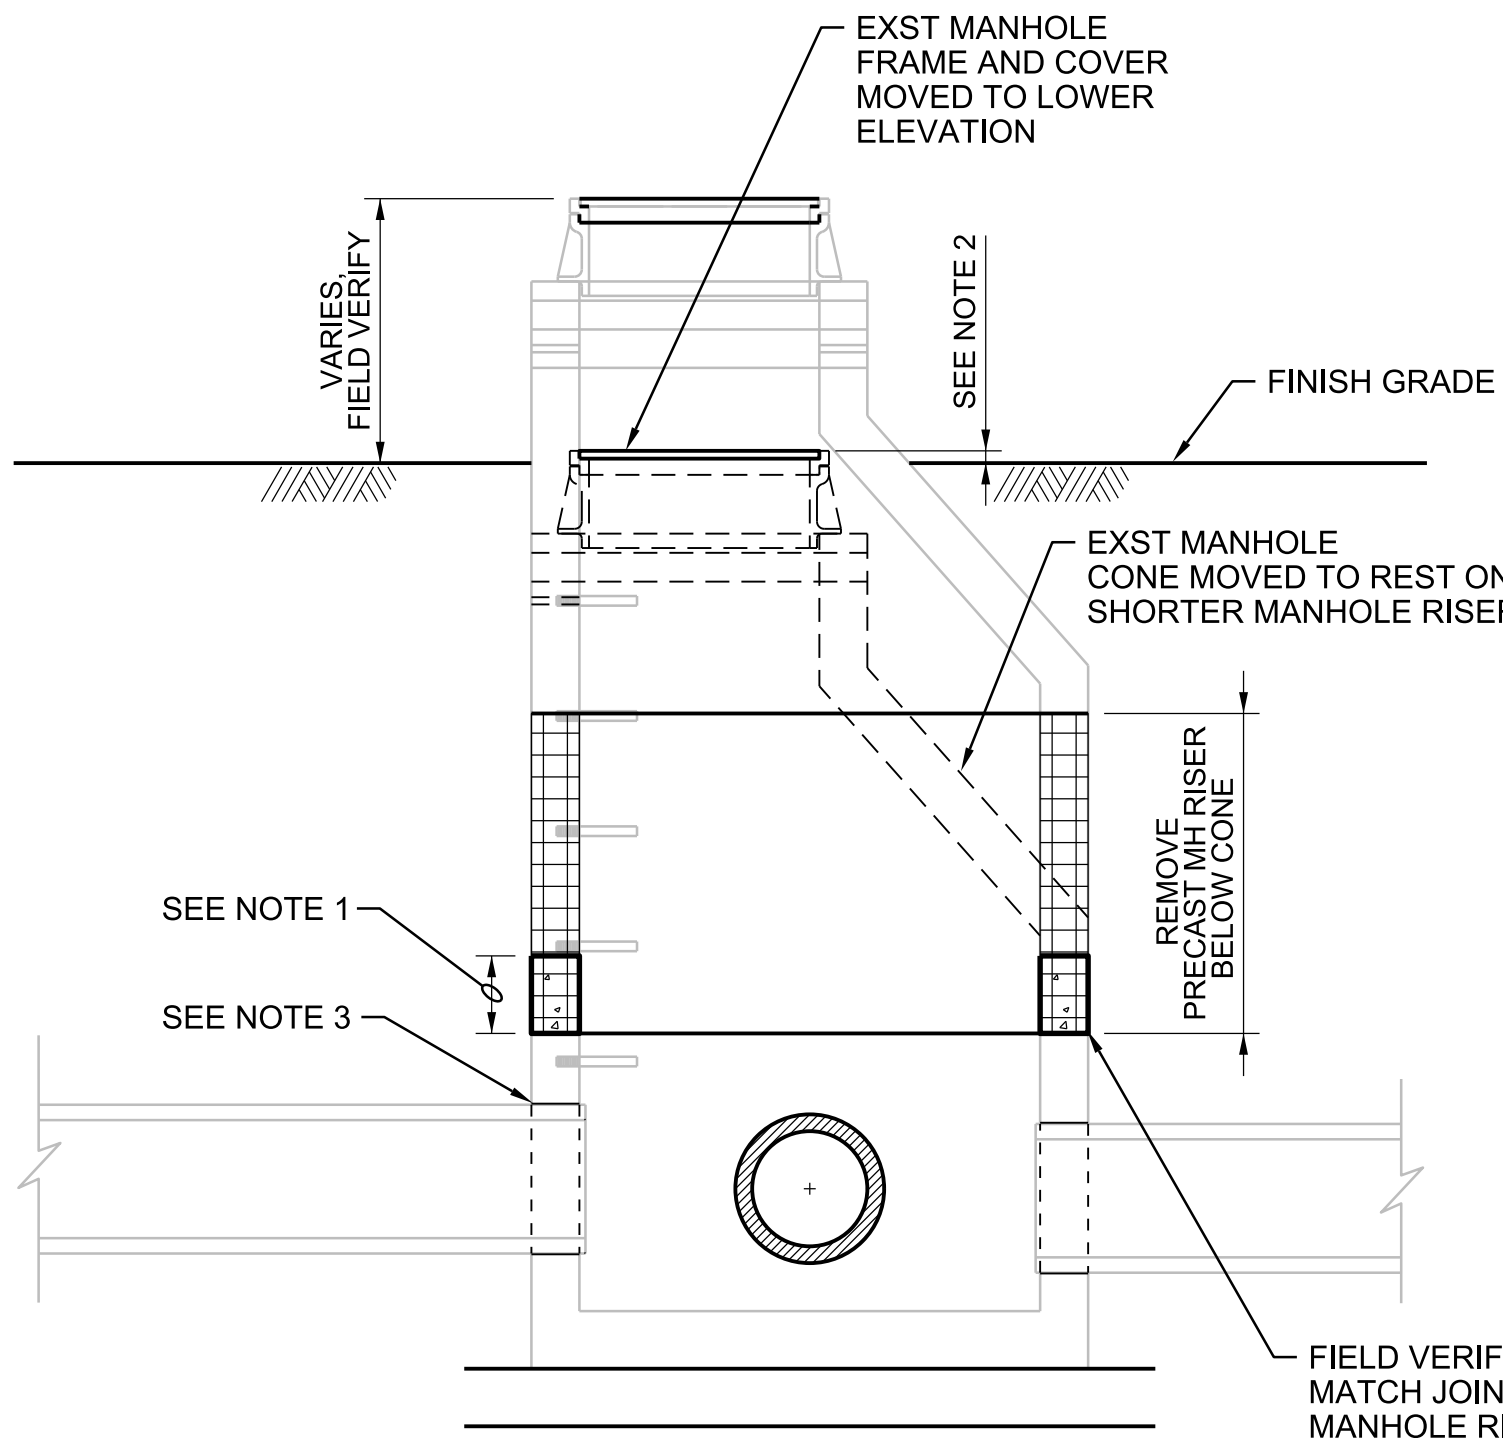 EXST MANHOLE
FRAME AND COVER
MOVED TO LOWER
ELEVATION
VARIES,
FIELD VERIFY
SEE NOTE 2
FINISH GRADE
EXST MANHOLE
CONE MOVED TO REST ON
SHORTER MANHOLE RISER
REMOVE
PRECAST MH RISER
BELOW CONE
SEE NOTE 1
SEE NOTE 3
FIELD VERIF
MATCH JOIN
MANHOLE RI